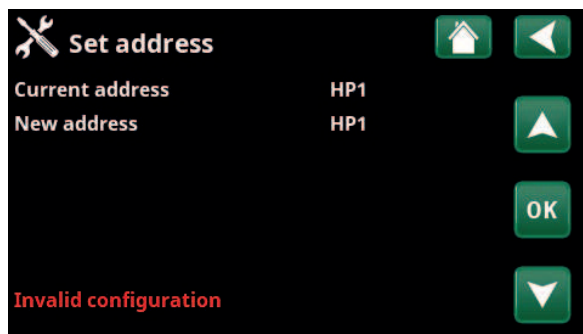 Set address
Current address HP1
New address HP1
OK
Invalid configuration